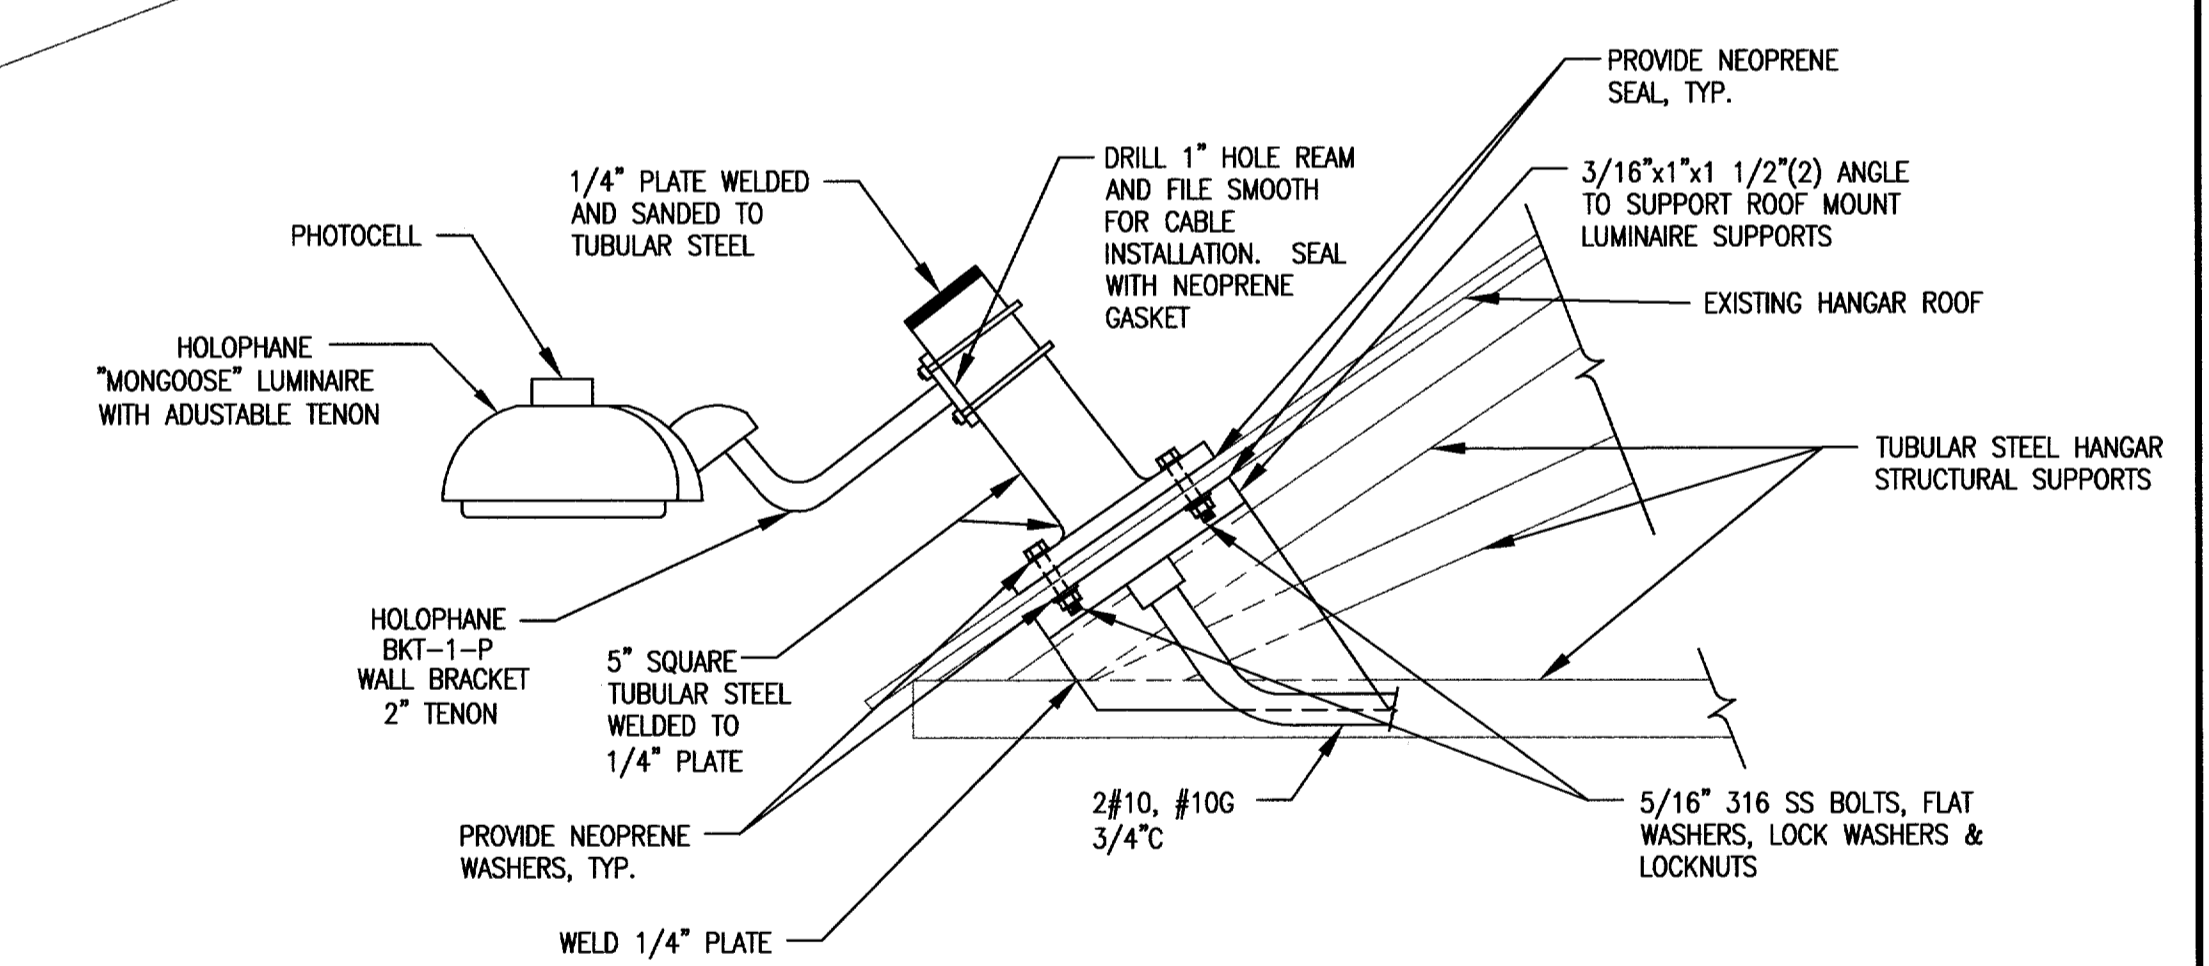 PROVIDE NEOPRENE
SEAL, TYP.
DRILL 1" HOLE REAM
AND FILE SMOOTH
FOR CABLE
INSTALLATION. SEAL
WITH NEOPRENE
GASKET
3/16"x1"x1 1/2"(2) ANGLE
TO SUPPORT ROOF MOUNT
LUMINAIRE SUPPORTS
1/4" PLATE WELDED
AND SANDED TO
TUBULAR STEEL
PHOTOCELL
EXISTING HANGAR ROOF
HOLOPHANE
"MONGOOSE" LUMINAIRE
WITH ADUSTABLE TENON
TUBULAR STEEL HANGAR
STRUCTURAL SUPPORTS
HOLOPHANE
BKT-1-P
WALL BRACKET
2" TENON
5" SQUARE
TUBULAR STEEL
WELDED TO
1/4" PLATE
2#10, #10G
3/4"C
5/16" 316 SS BOLTS, FLAT
WASHERS, LOCK WASHERS &
LOCKNUTS
PROVIDE NEOPRENE
WASHERS, TYP.
WELD 1/4" PLATE